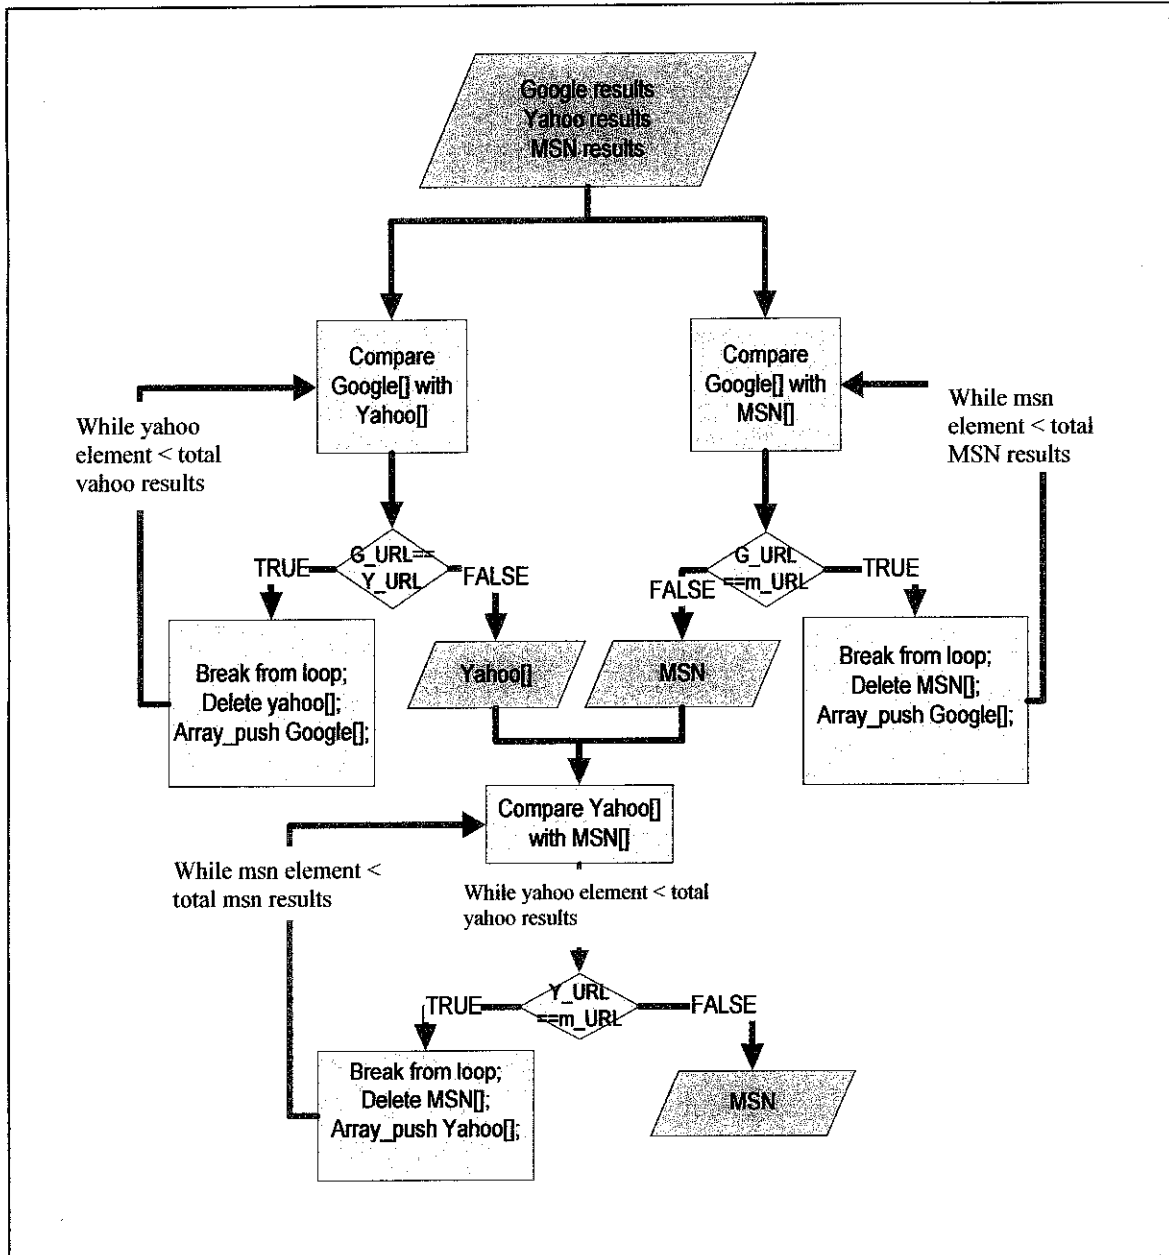 Google results
Yahoo results
MSN results
Compare
Google[] with
Yahoo[]
Compare
Google[] with
MSN[]
While yahoo
element < total
yahoo results
While msn
element < total
MSN results
G_URL==
Y_URL
TRUE
FALSE
G_URL
==m_URL
FALSE
TRUE
Break from loop;
Delete yahoo[];
Array_push Google[];
Yahoo[]
MSN
Break from loop;
Delete MSN[];
Array_push Google[];
Compare Yahoo[]
with MSN[]
While msn element <
total msn results
While yahoo element < total
yahoo results
Y_URL
==m_URL
TRUE
FALSE
Break from loop;
Delete MSN[];
Array_push Yahoo[];
MSN